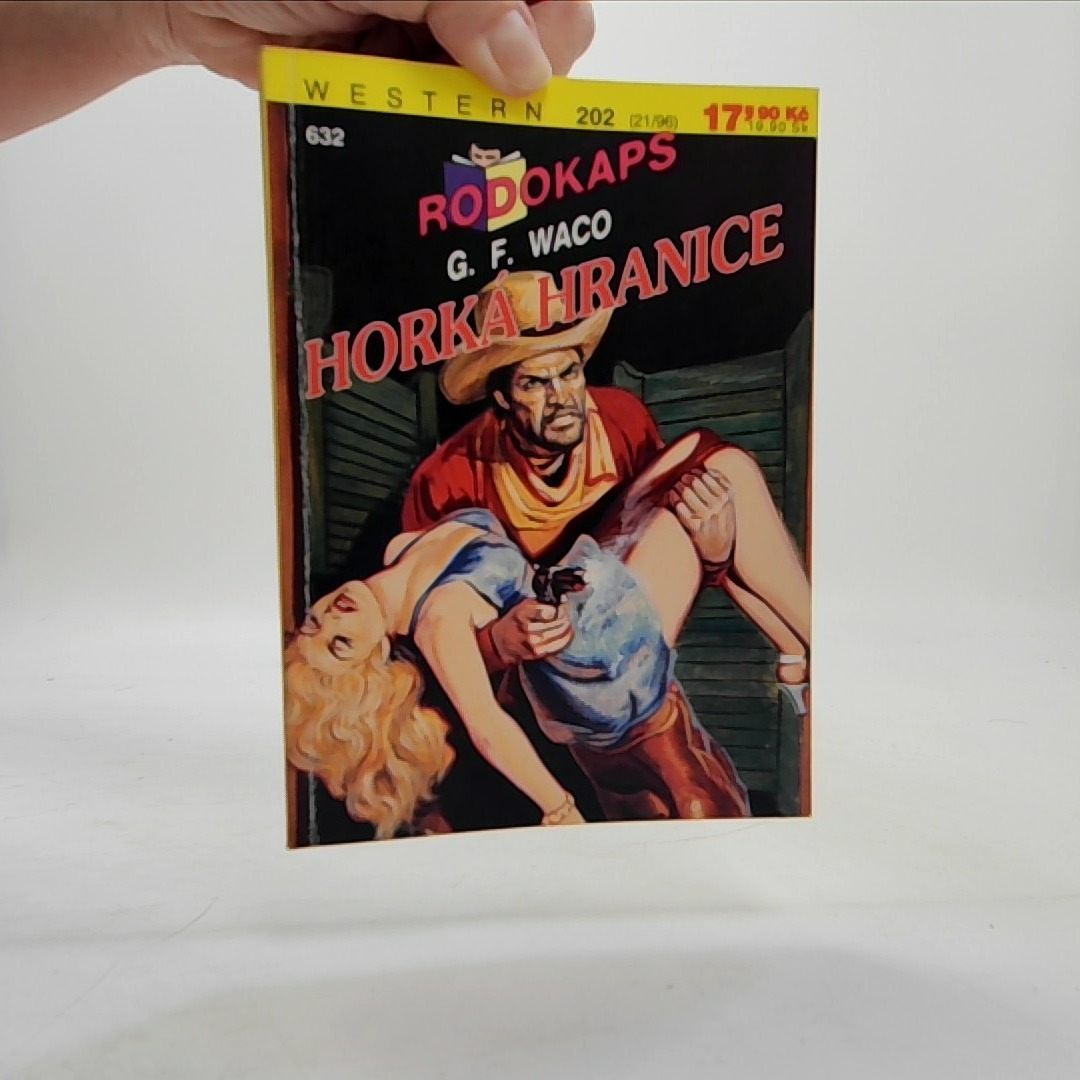 WESTERN 202 (21/96) 17,90 Kč
19.90 Sk
632
RODOKAPS
G. F. WACO
HORKÁ HRANICE